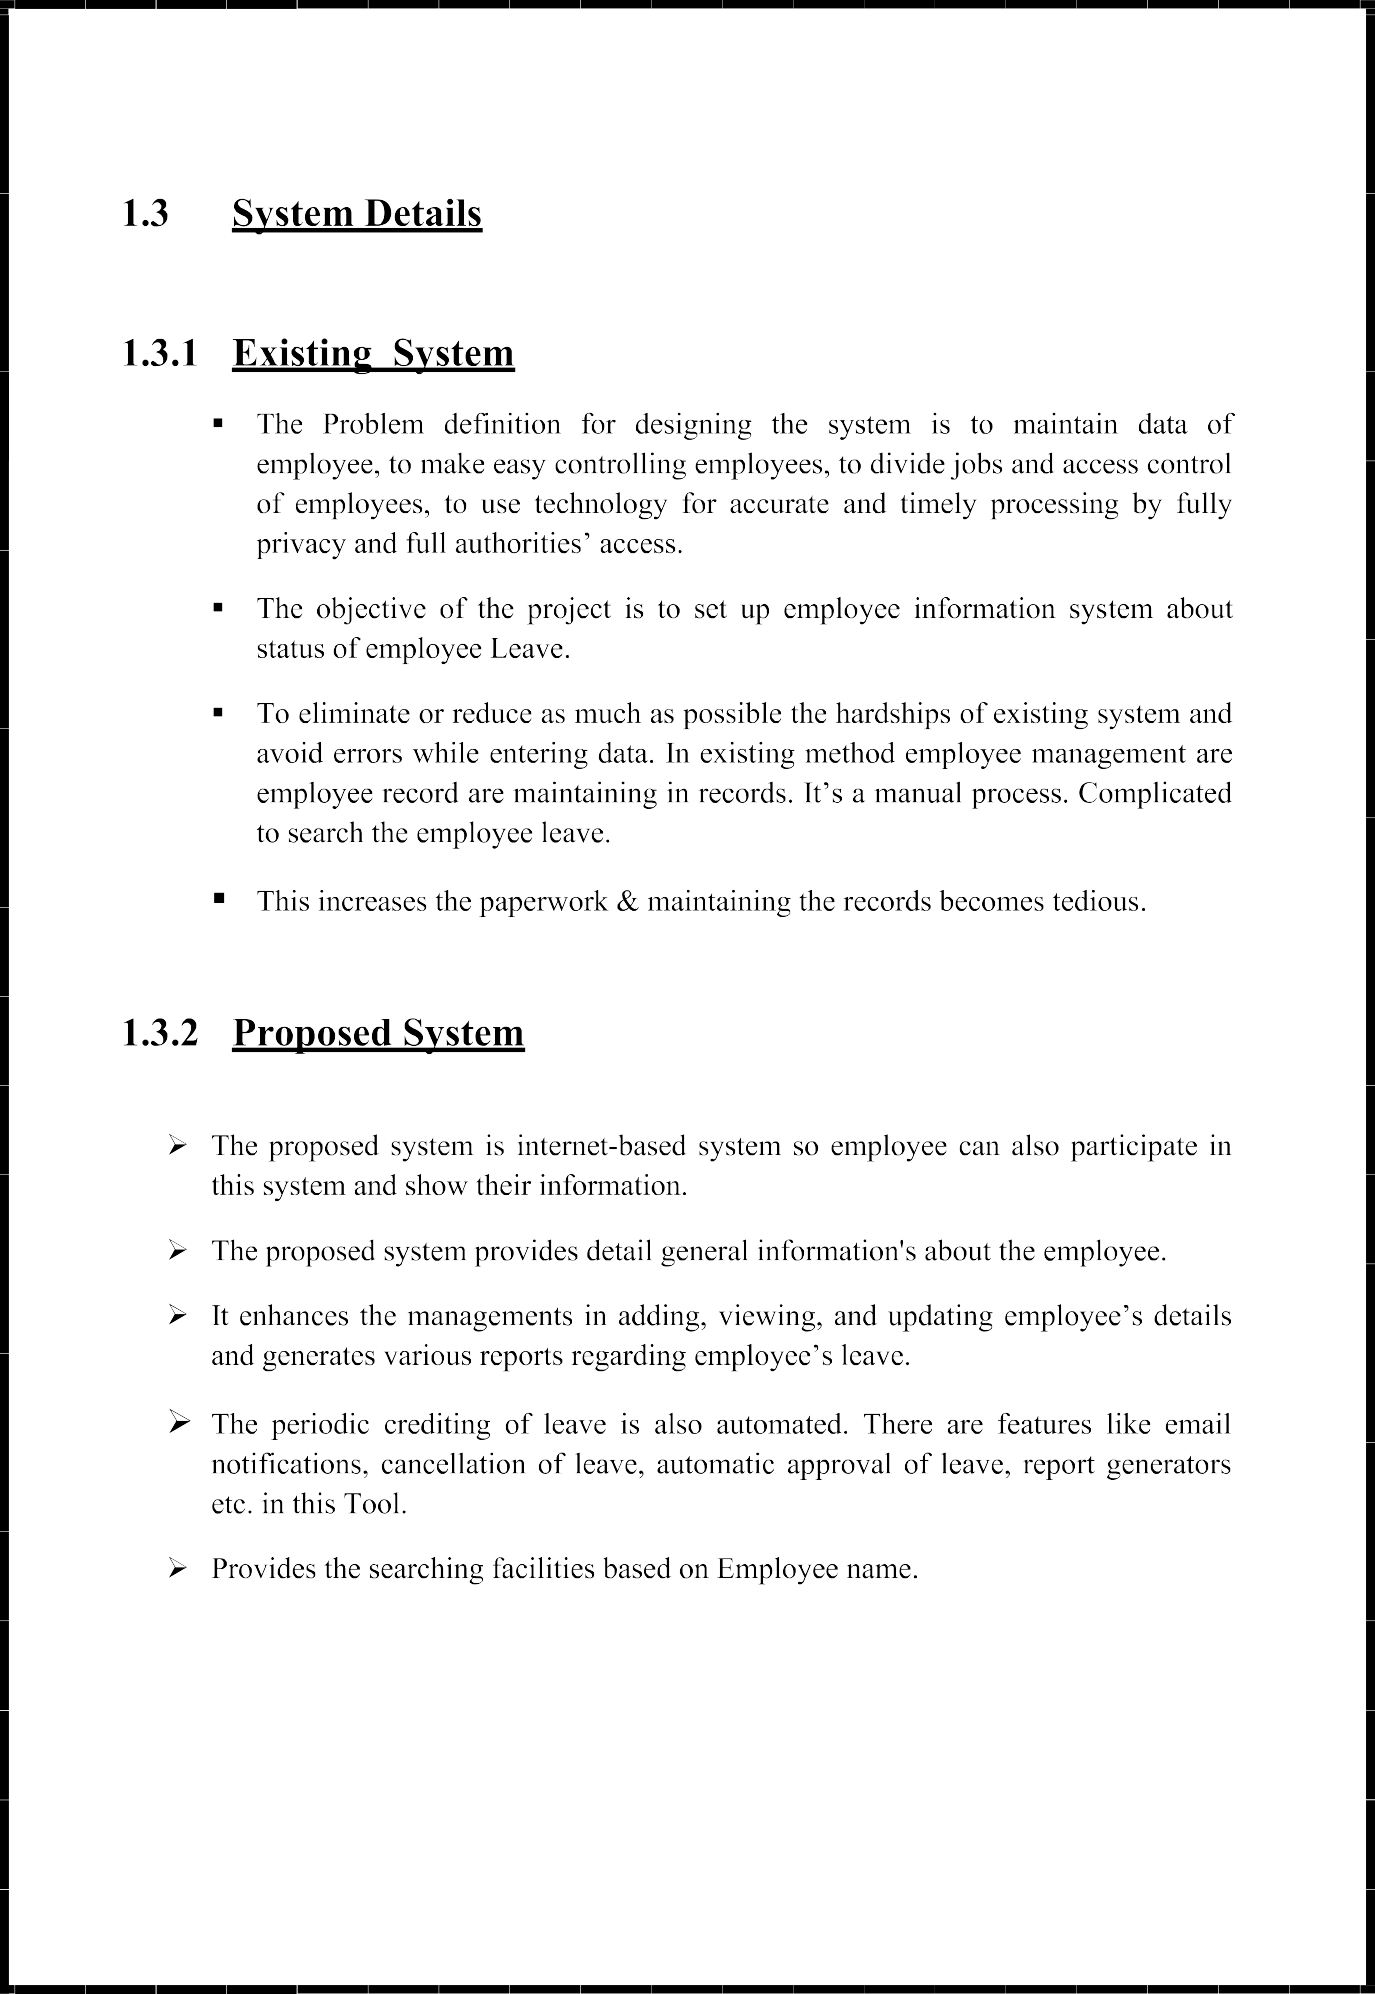 1.3 System Details
1.3.1 Existing System
▪ The Problem definition for designing the system is to maintain data of
employee, to make easy controlling employees, to divide jobs and access control
of employees, to use technology for accurate and timely processing by fully
privacy and full authorities’ access.
▪ The objective of the project is to set up employee information system about
status of employee Leave.
▪ To eliminate or reduce as much as possible the hardships of existing system and
avoid errors while entering data. In existing method employee management are
employee record are maintaining in records. It’s a manual process. Complicated
to search the employee leave.
▪ This increases the paperwork & maintaining the records becomes tedious.
1.3.2 Proposed System
➢ The proposed system is internet-based system so employee can also participate in
this system and show their information.
➢ The proposed system provides detail general information's about the employee.
➢ It enhances the managements in adding, viewing, and updating employee’s details
and generates various reports regarding employee’s leave.
➢ The periodic crediting of leave is also automated. There are features like email
notifications, cancellation of leave, automatic approval of leave, report generators
etc. in this Tool.
➢ Provides the searching facilities based on Employee name.